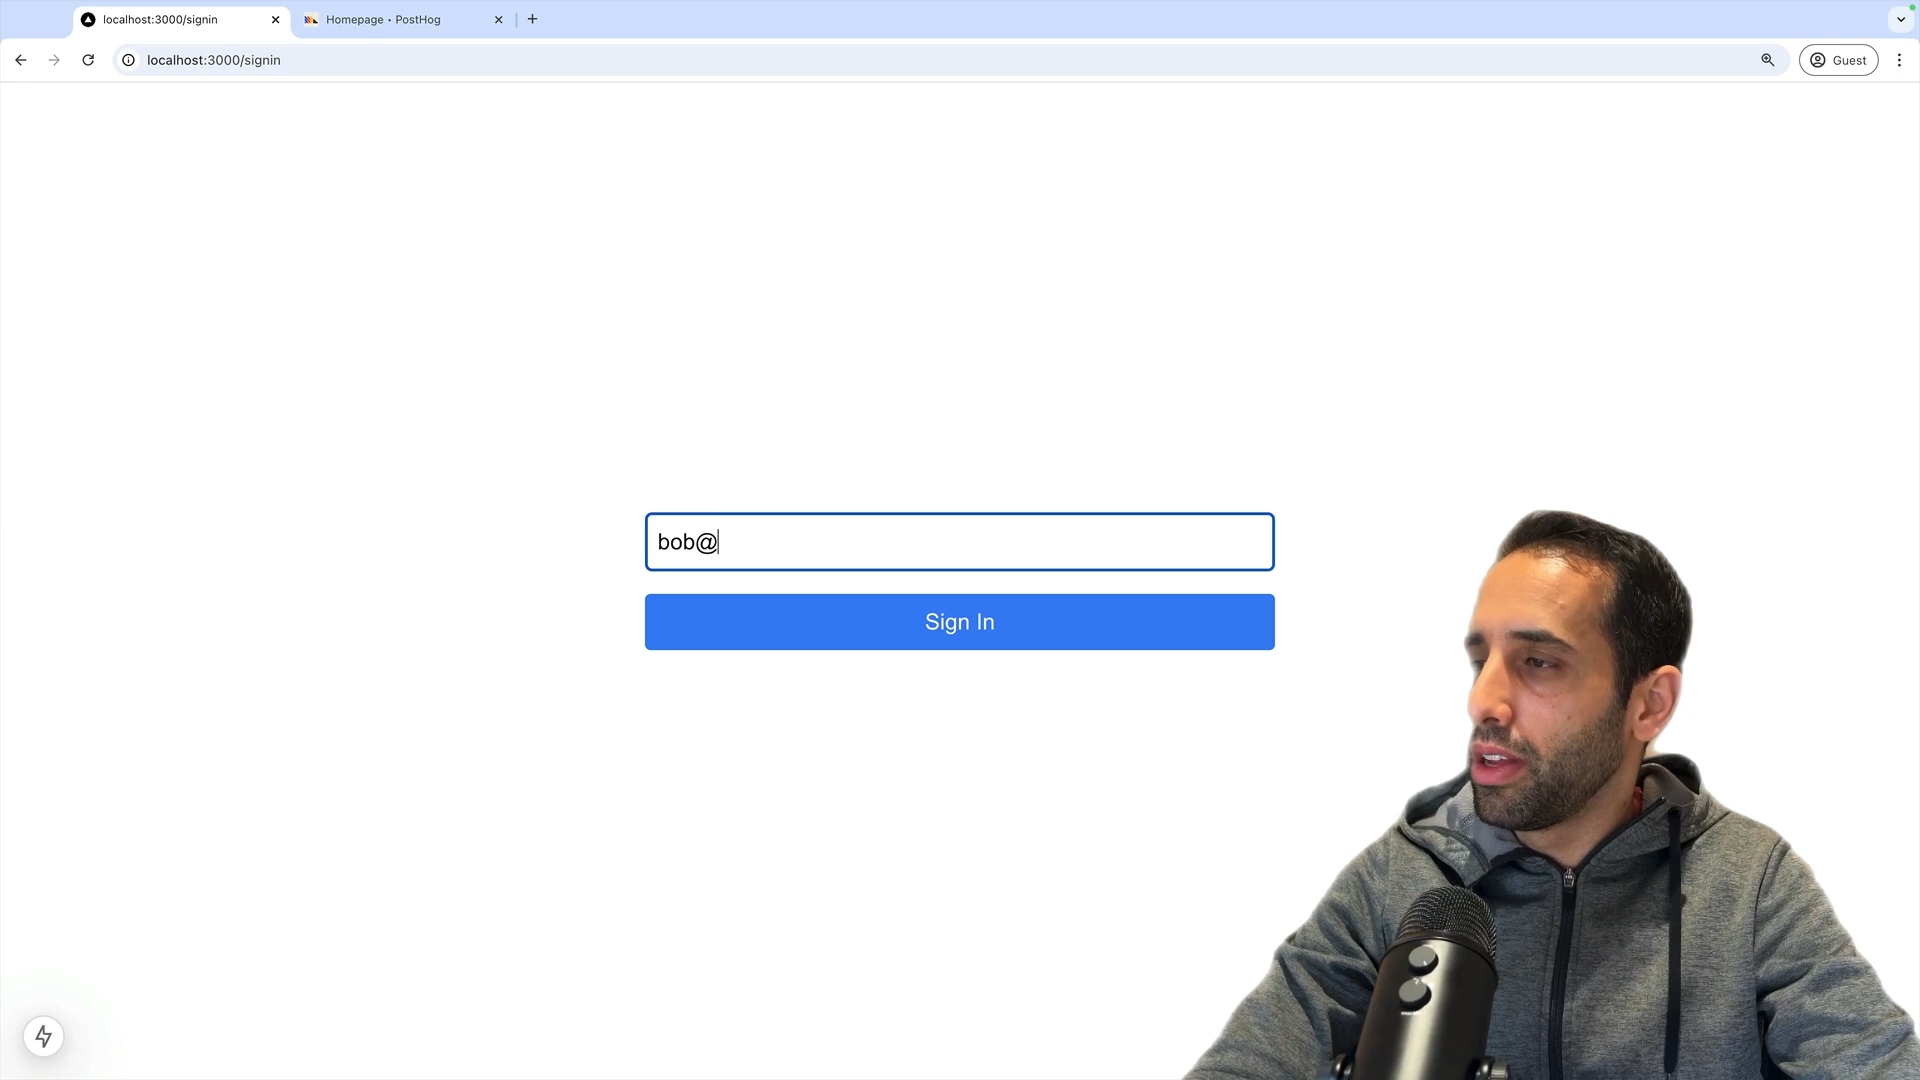 localhost:3000/signin
Homepage • PostHog
localhost:3000/signin
Guest
bob@
Sign In